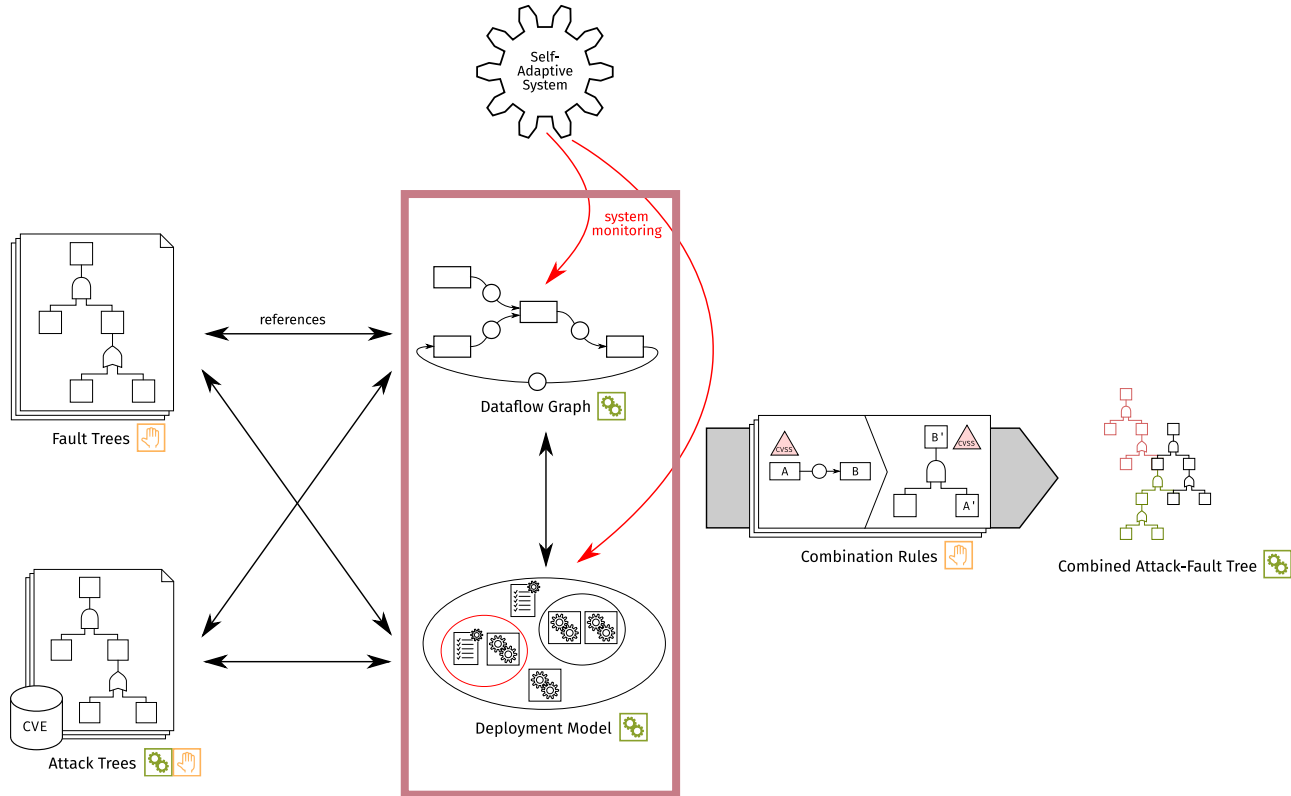 Self-
Adaptive
System
system
monitoring
references
Fault Trees
Dataflow Graph
CVSS
A
B
B'
CVSS
A'
Combination Rules
Combined Attack-Fault Tree
CVE
Attack Trees
Deployment Model